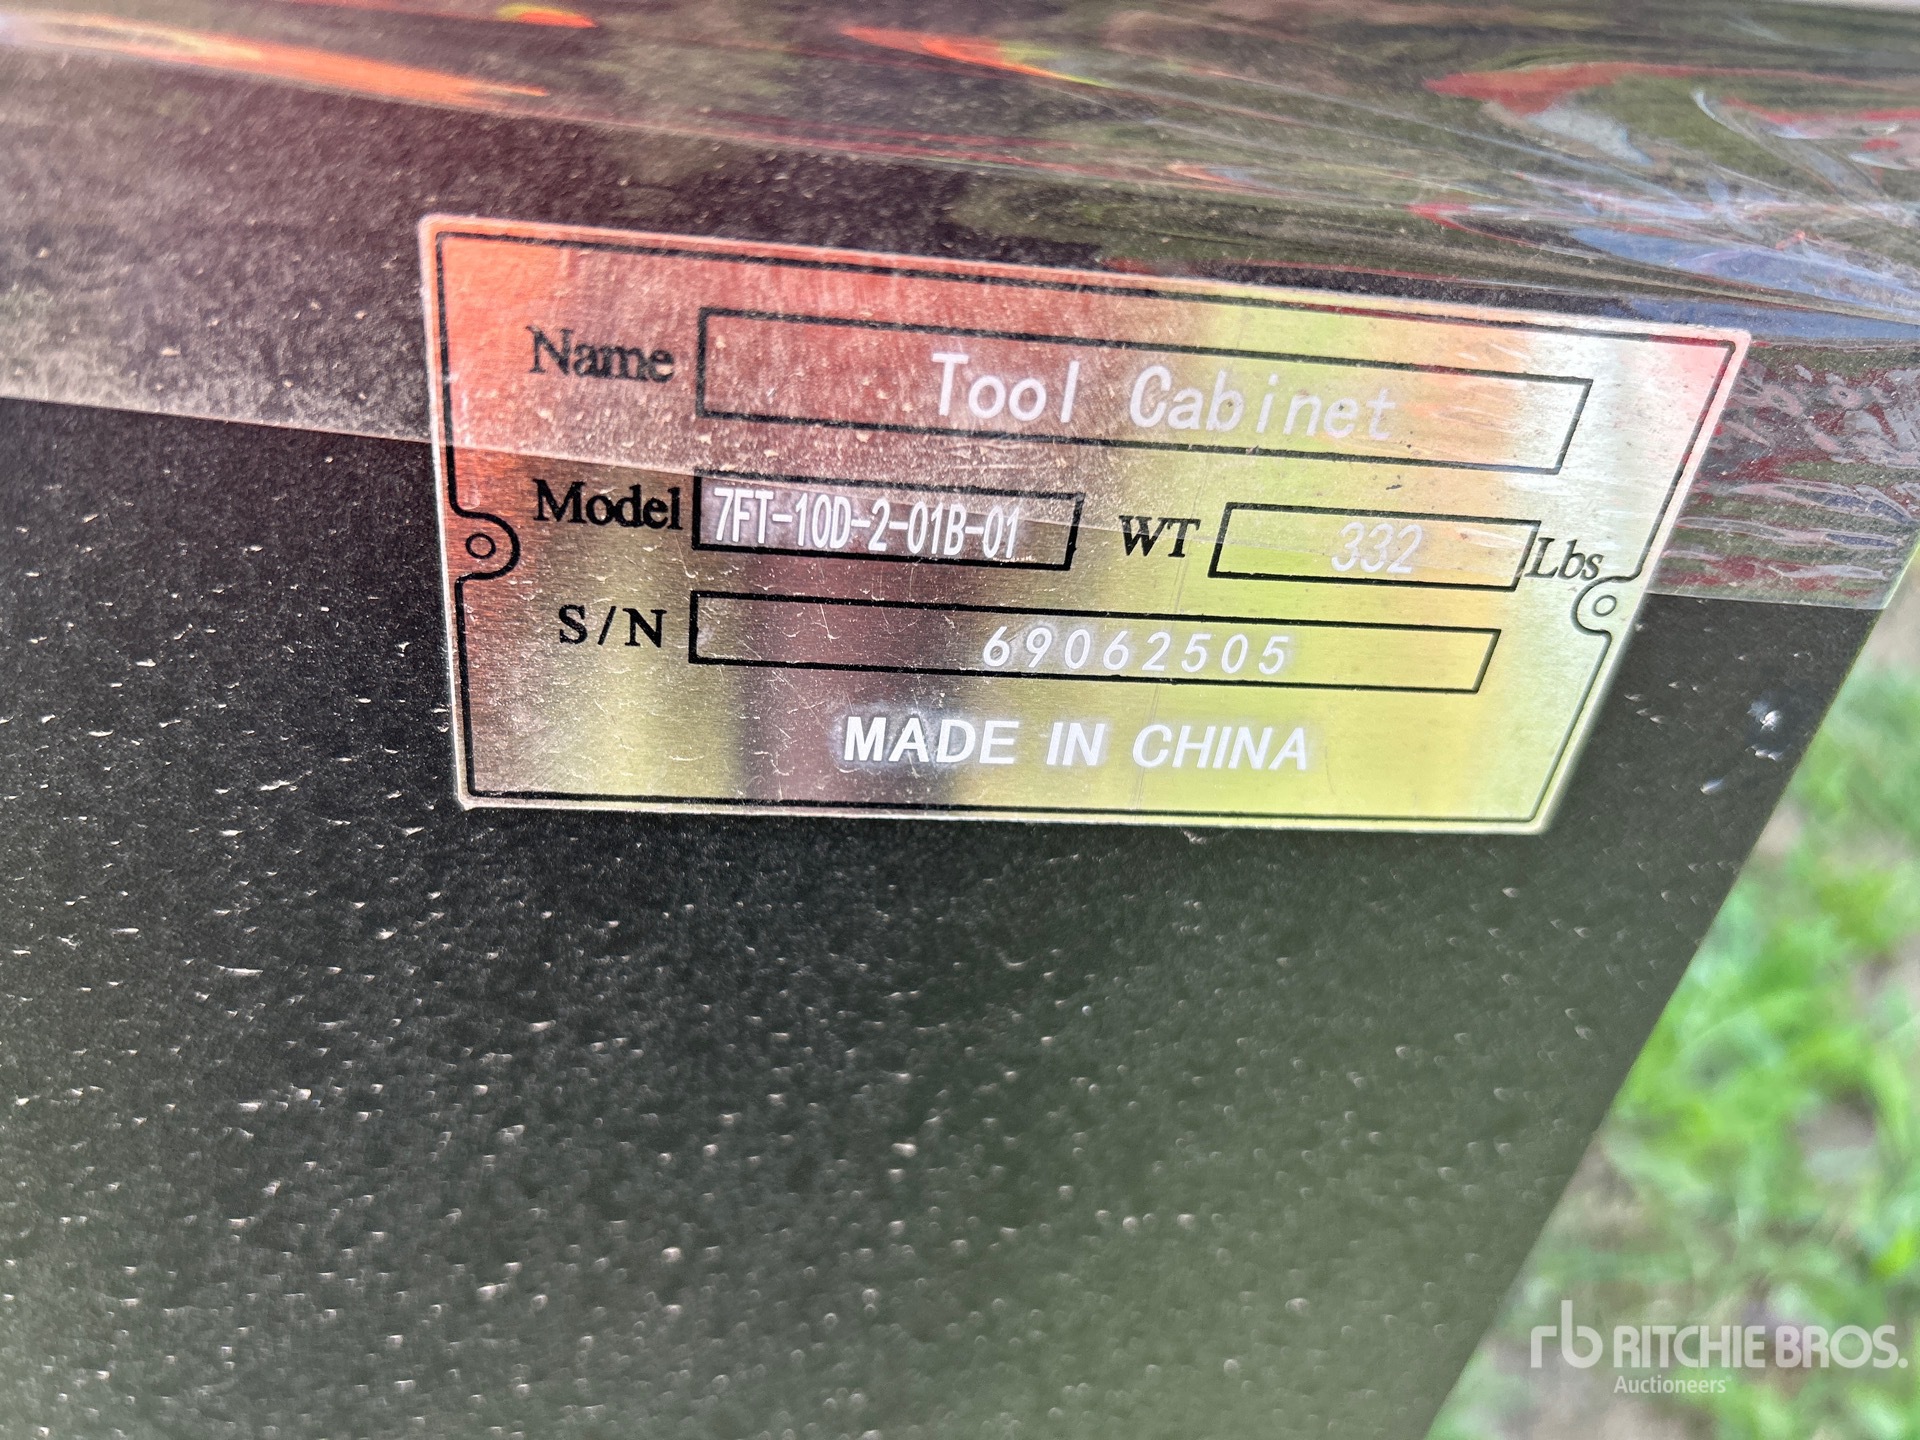 Name Tool Cabinet
Model 7FT-10D-2-01B-01 WT 332 Lbs
S/N 69062505
MADE IN CHINA
rb RITCHIE BROS.
Auctioneers